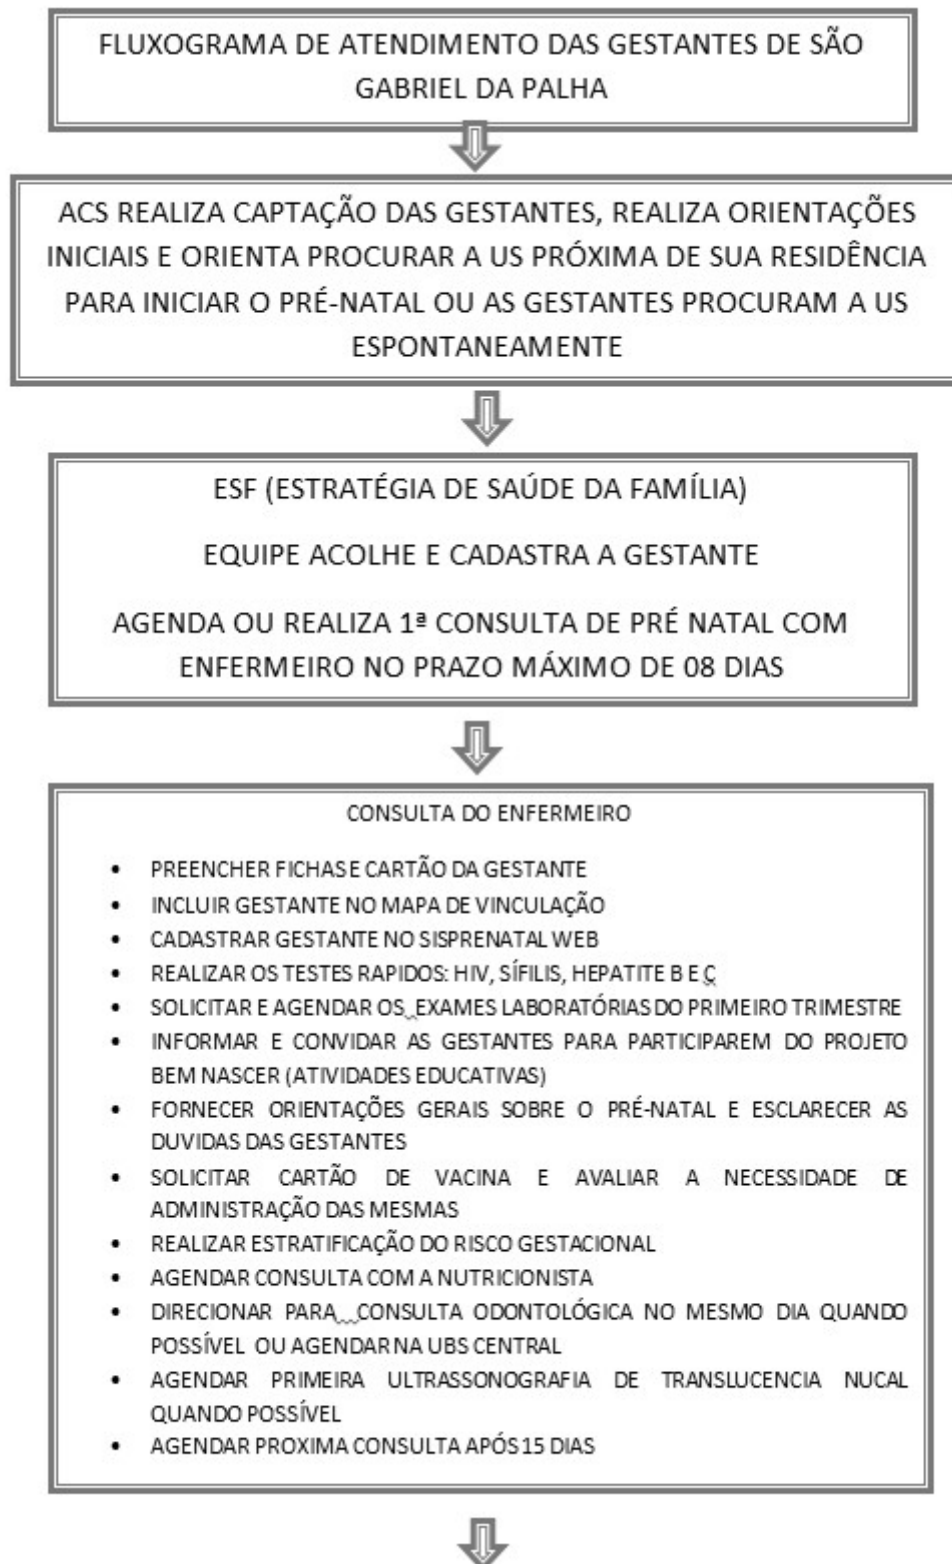 FLUXOGRAMA DE ATENDIMENTO DAS GESTANTES DE SÃO
GABRIEL DA PALHA
ACS REALIZA CAPTAÇÃO DAS GESTANTES, REALIZA ORIENTAÇÕES
INICIAIS E ORIENTA PROCURAR A US PRÓXIMA DE SUA RESIDÊNCIA
PARA INICIAR O PRÉ-NATAL OU AS GESTANTES PROCURAM A US
ESPONTANEAMENTE
ESF (ESTRATÉGIA DE SAÚDE DA FAMÍLIA)
EQUIPE ACOLHE E CADASTRA A GESTANTE
AGENDA OU REALIZA 1ª CONSULTA DE PRÉ NATAL COM
ENFERMEIRO NO PRAZO MÁXIMO DE 08 DIAS
CONSULTA DO ENFERMEIRO
• PREENCHER FICHAS E CARTÃO DA GESTANTE
• INCLUIR GESTANTE NO MAPA DE VINCULAÇÃO
• CADASTRAR GESTANTE NO SISPRENATAL WEB
• REALIZAR OS TESTES RAPIDOS: HIV, SÍFILIS, HEPATITE B E C
• SOLICITAR E AGENDAR OS EXAMES LABORATÓRIAS DO PRIMEIRO TRIMESTRE
• INFORMAR E CONVIDAR AS GESTANTES PARA PARTICIPAREM DO PROJETO
BEM NASCER (ATIVIDADES EDUCATIVAS)
• FORNECER ORIENTAÇÕES GERAIS SOBRE O PRÉ-NATAL E ESCLARECER AS
DUVIDAS DAS GESTANTES
• SOLICITAR CARTÃO DE VACINA E AVALIAR A NECESSIDADE DE
ADMINISTRAÇÃO DAS MESMAS
• REALIZAR ESTRATIFICAÇÃO DO RISCO GESTACIONAL
• AGENDAR CONSULTA COM A NUTRICIONISTA
• DIRECIONAR PARA CONSULTA ODONTOLÓGICA NO MESMO DIA QUANDO
POSSÍVEL OU AGENDAR NA UBS CENTRAL
• AGENDAR PRIMEIRA ULTRASSONOGRAFIA DE TRANSLUCENCIA NUCAL
QUANDO POSSÍVEL
• AGENDAR PROXIMA CONSULTA APÓS 15 DIAS